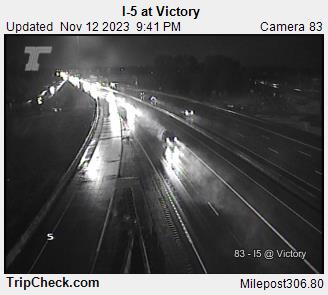 I-5 at Victory
Updated Nov 12 2023 9:41 PM Camera 83
T
S
83 - I5 @ Victory
TripCheck.com Milepost306.80